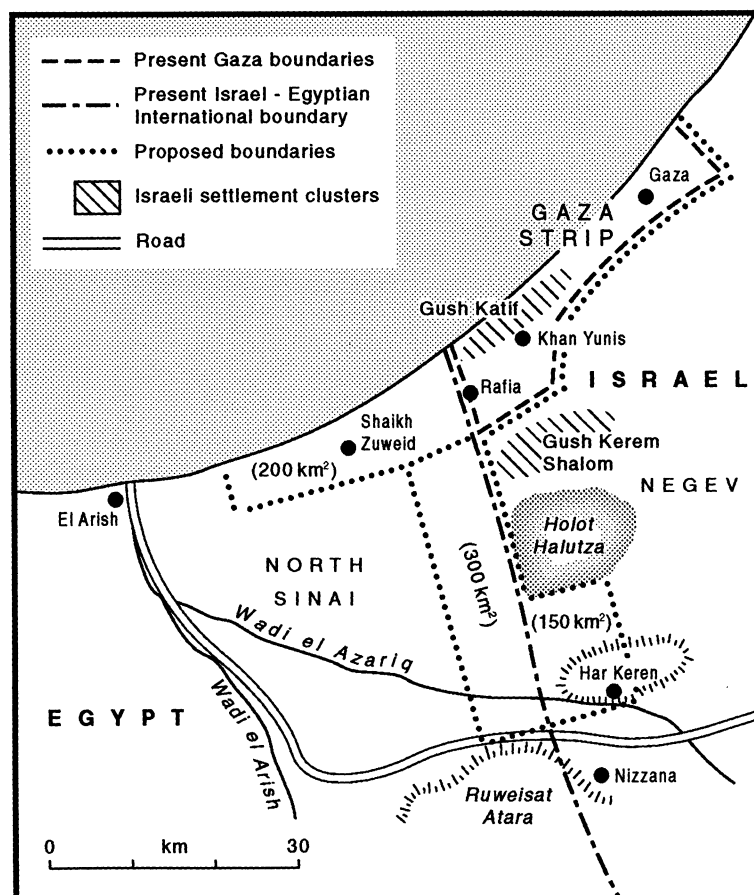 Present Gaza boundaries
Present Israel - Egyptian
International boundary
Proposed boundaries
Israeli settlement clusters
Road
Gaza
GAZA
STRIP
Gush Katif
Khan Yunis
ISRAEL
Rafia
Shaikh
Zuweid
Gush Kerem
Shalom
(200 km²)
NEGEV
El Arish
Holot
Halutza
NORTH
SINAI
(300 km²)
(150 km²)
Wadi el Azariq
Har Keren
EGYPT
Wadi el Arish
Nizzana
Ruweisat
Atara
0 km 30